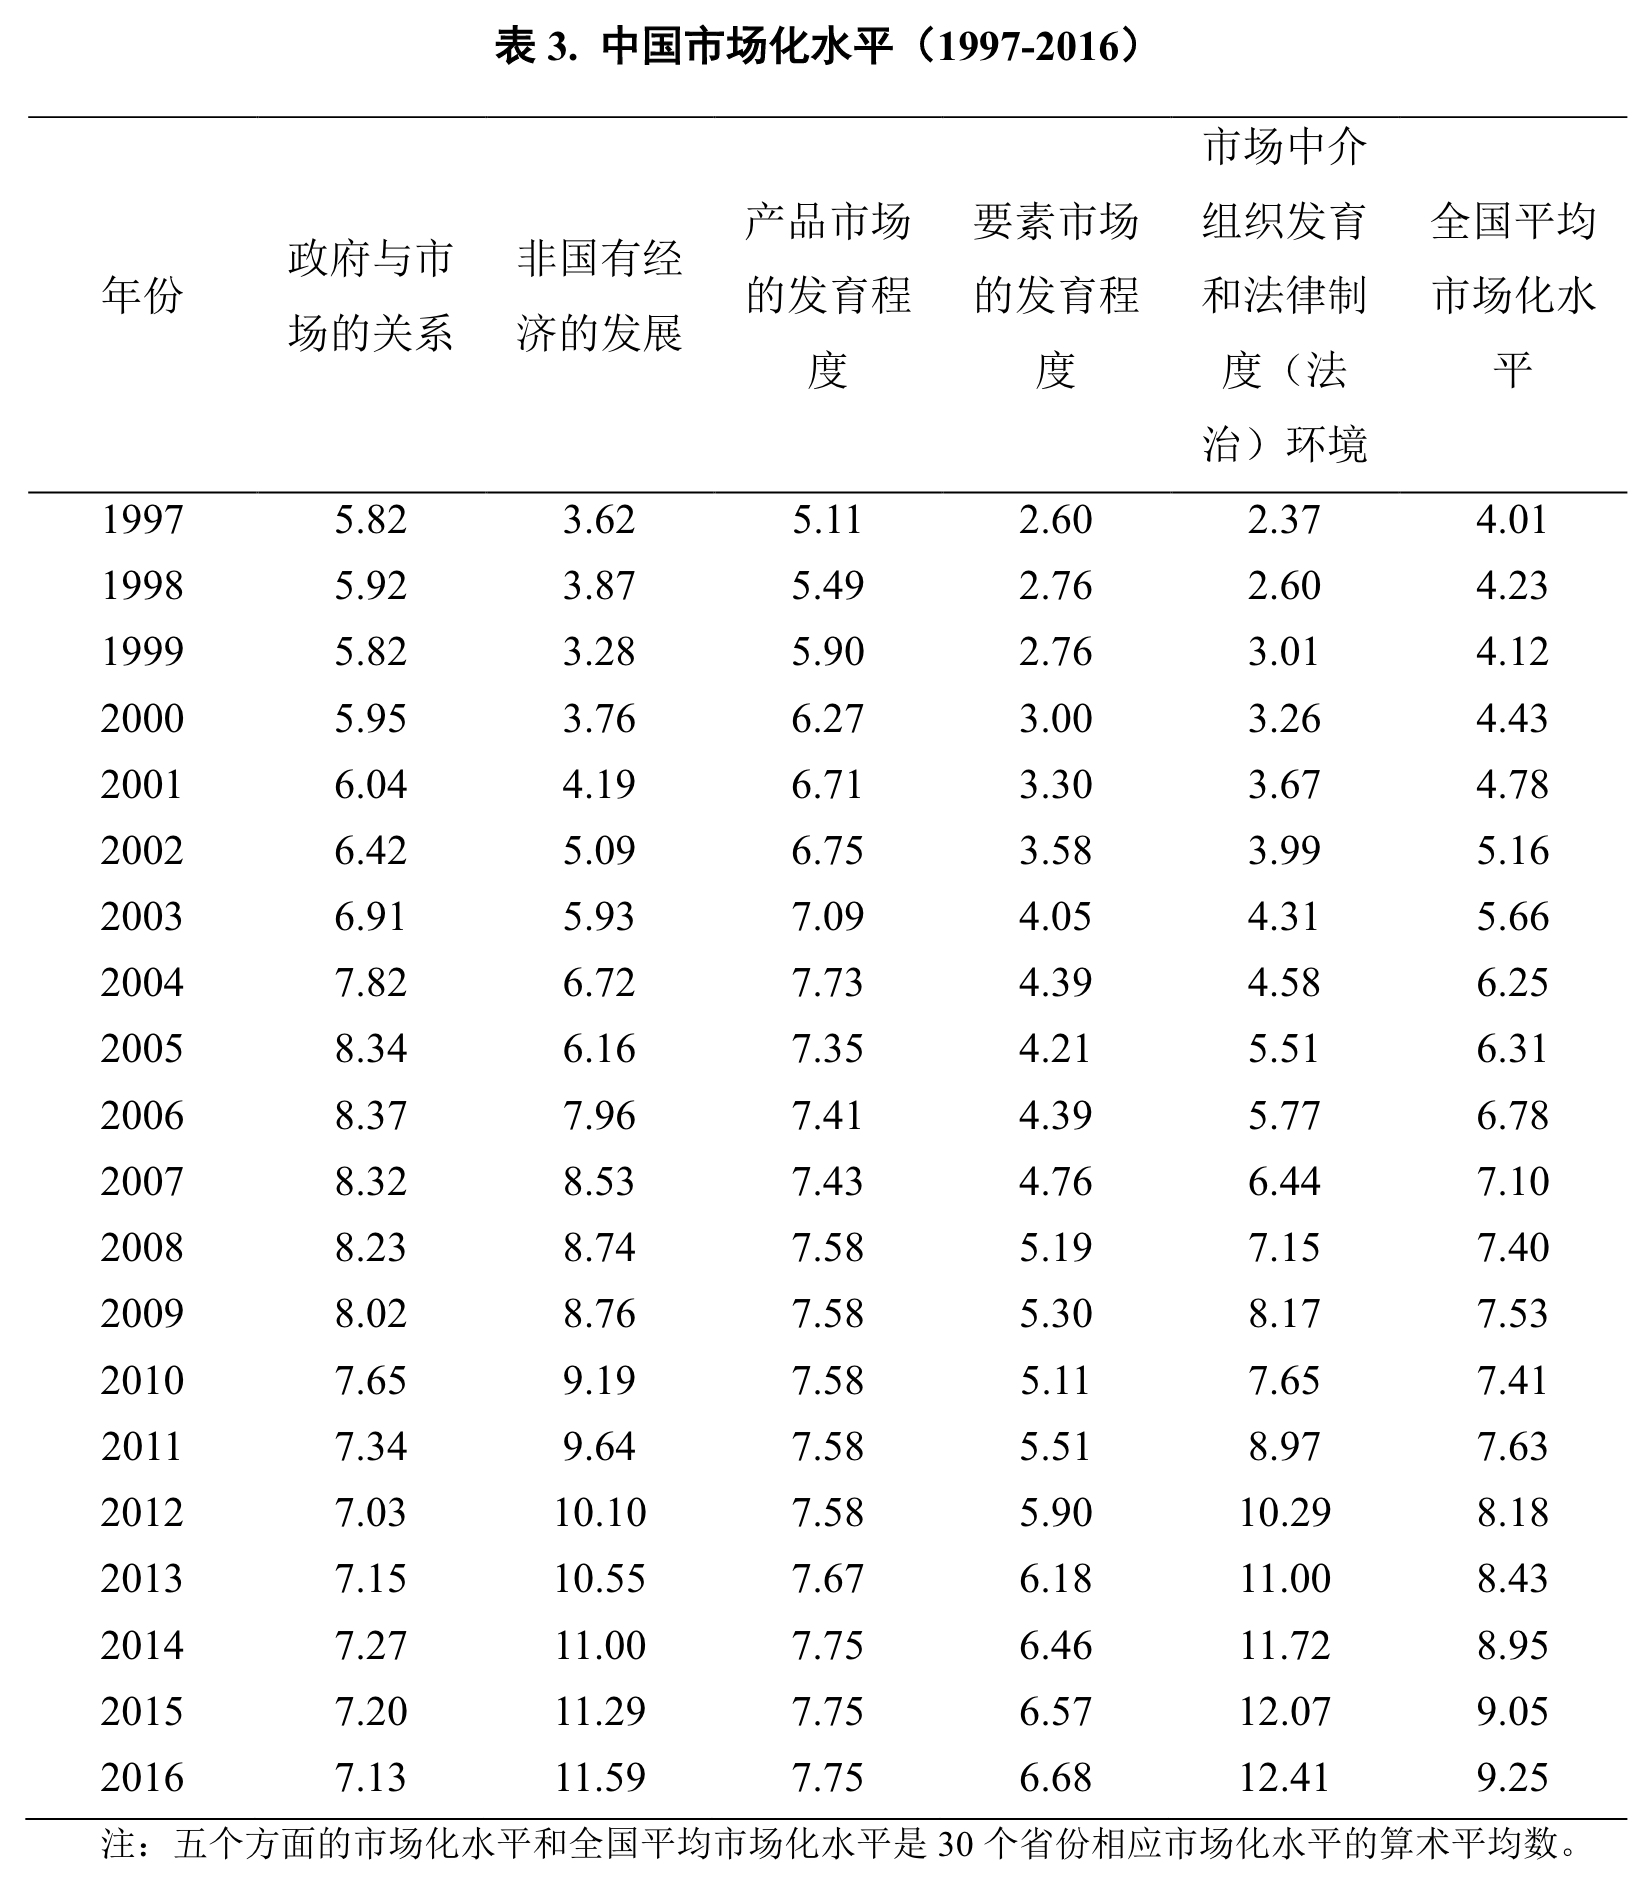 表 3. 中国市场化水平（1997-2016）
年份 政府与市场的关系 非国有经济的发展 产品市场的发育程度 要素市场的发育程度 市场中介组织发育和法律制度（法治）环境 全国平均市场化水平
1997 5.82 3.62 5.11 2.60 2.37 4.01
1998 5.92 3.87 5.49 2.76 2.60 4.23
1999 5.82 3.28 5.90 2.76 3.01 4.12
2000 5.95 3.76 6.27 3.00 3.26 4.43
2001 6.04 4.19 6.71 3.30 3.67 4.78
2002 6.42 5.09 6.75 3.58 3.99 5.16
2003 6.91 5.93 7.09 4.05 4.31 5.66
2004 7.82 6.72 7.73 4.39 4.58 6.25
2005 8.34 6.16 7.35 4.21 5.51 6.31
2006 8.37 7.96 7.41 4.39 5.77 6.78
2007 8.32 8.53 7.43 4.76 6.44 7.10
2008 8.23 8.74 7.58 5.19 7.15 7.40
2009 8.02 8.76 7.58 5.30 8.17 7.53
2010 7.65 9.19 7.58 5.11 7.65 7.41
2011 7.34 9.64 7.58 5.51 8.97 7.63
2012 7.03 10.10 7.58 5.90 10.29 8.18
2013 7.15 10.55 7.67 6.18 11.00 8.43
2014 7.27 11.00 7.75 6.46 11.72 8.95
2015 7.20 11.29 7.75 6.57 12.07 9.05
2016 7.13 11.59 7.75 6.68 12.41 9.25
注：五个方面的市场化水平和全国平均市场化水平是 30 个省份相应市场化水平的算术平均数。